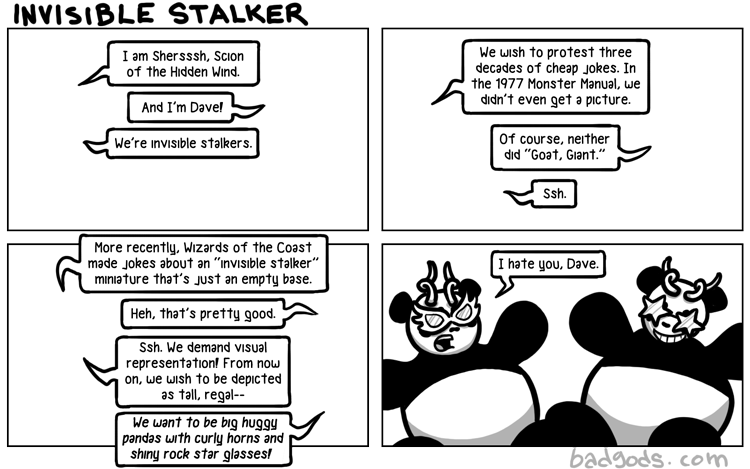 INVISIBLE STALKER
I am Shersssh, Scion
of the Hidden Wind.
And I'm Dave!
We're invisible stalkers.
We wish to protest three
decades of cheap jokes. In
the 1977 Monster Manual, we
didn't even get a picture.
Of course, neither
did "Goat, Giant."
Ssh.
More recently, Wizards of the Coast
made jokes about an "invisible stalker"
miniature that's just an empty base.
Heh, that's pretty good.
Ssh. We demand visual
representation! From now
on, we wish to be depicted
as tall, regal--
We want to be big huggy
pandas with curly horns and
shiny rock star glasses!
I hate you, Dave.
badgods.com